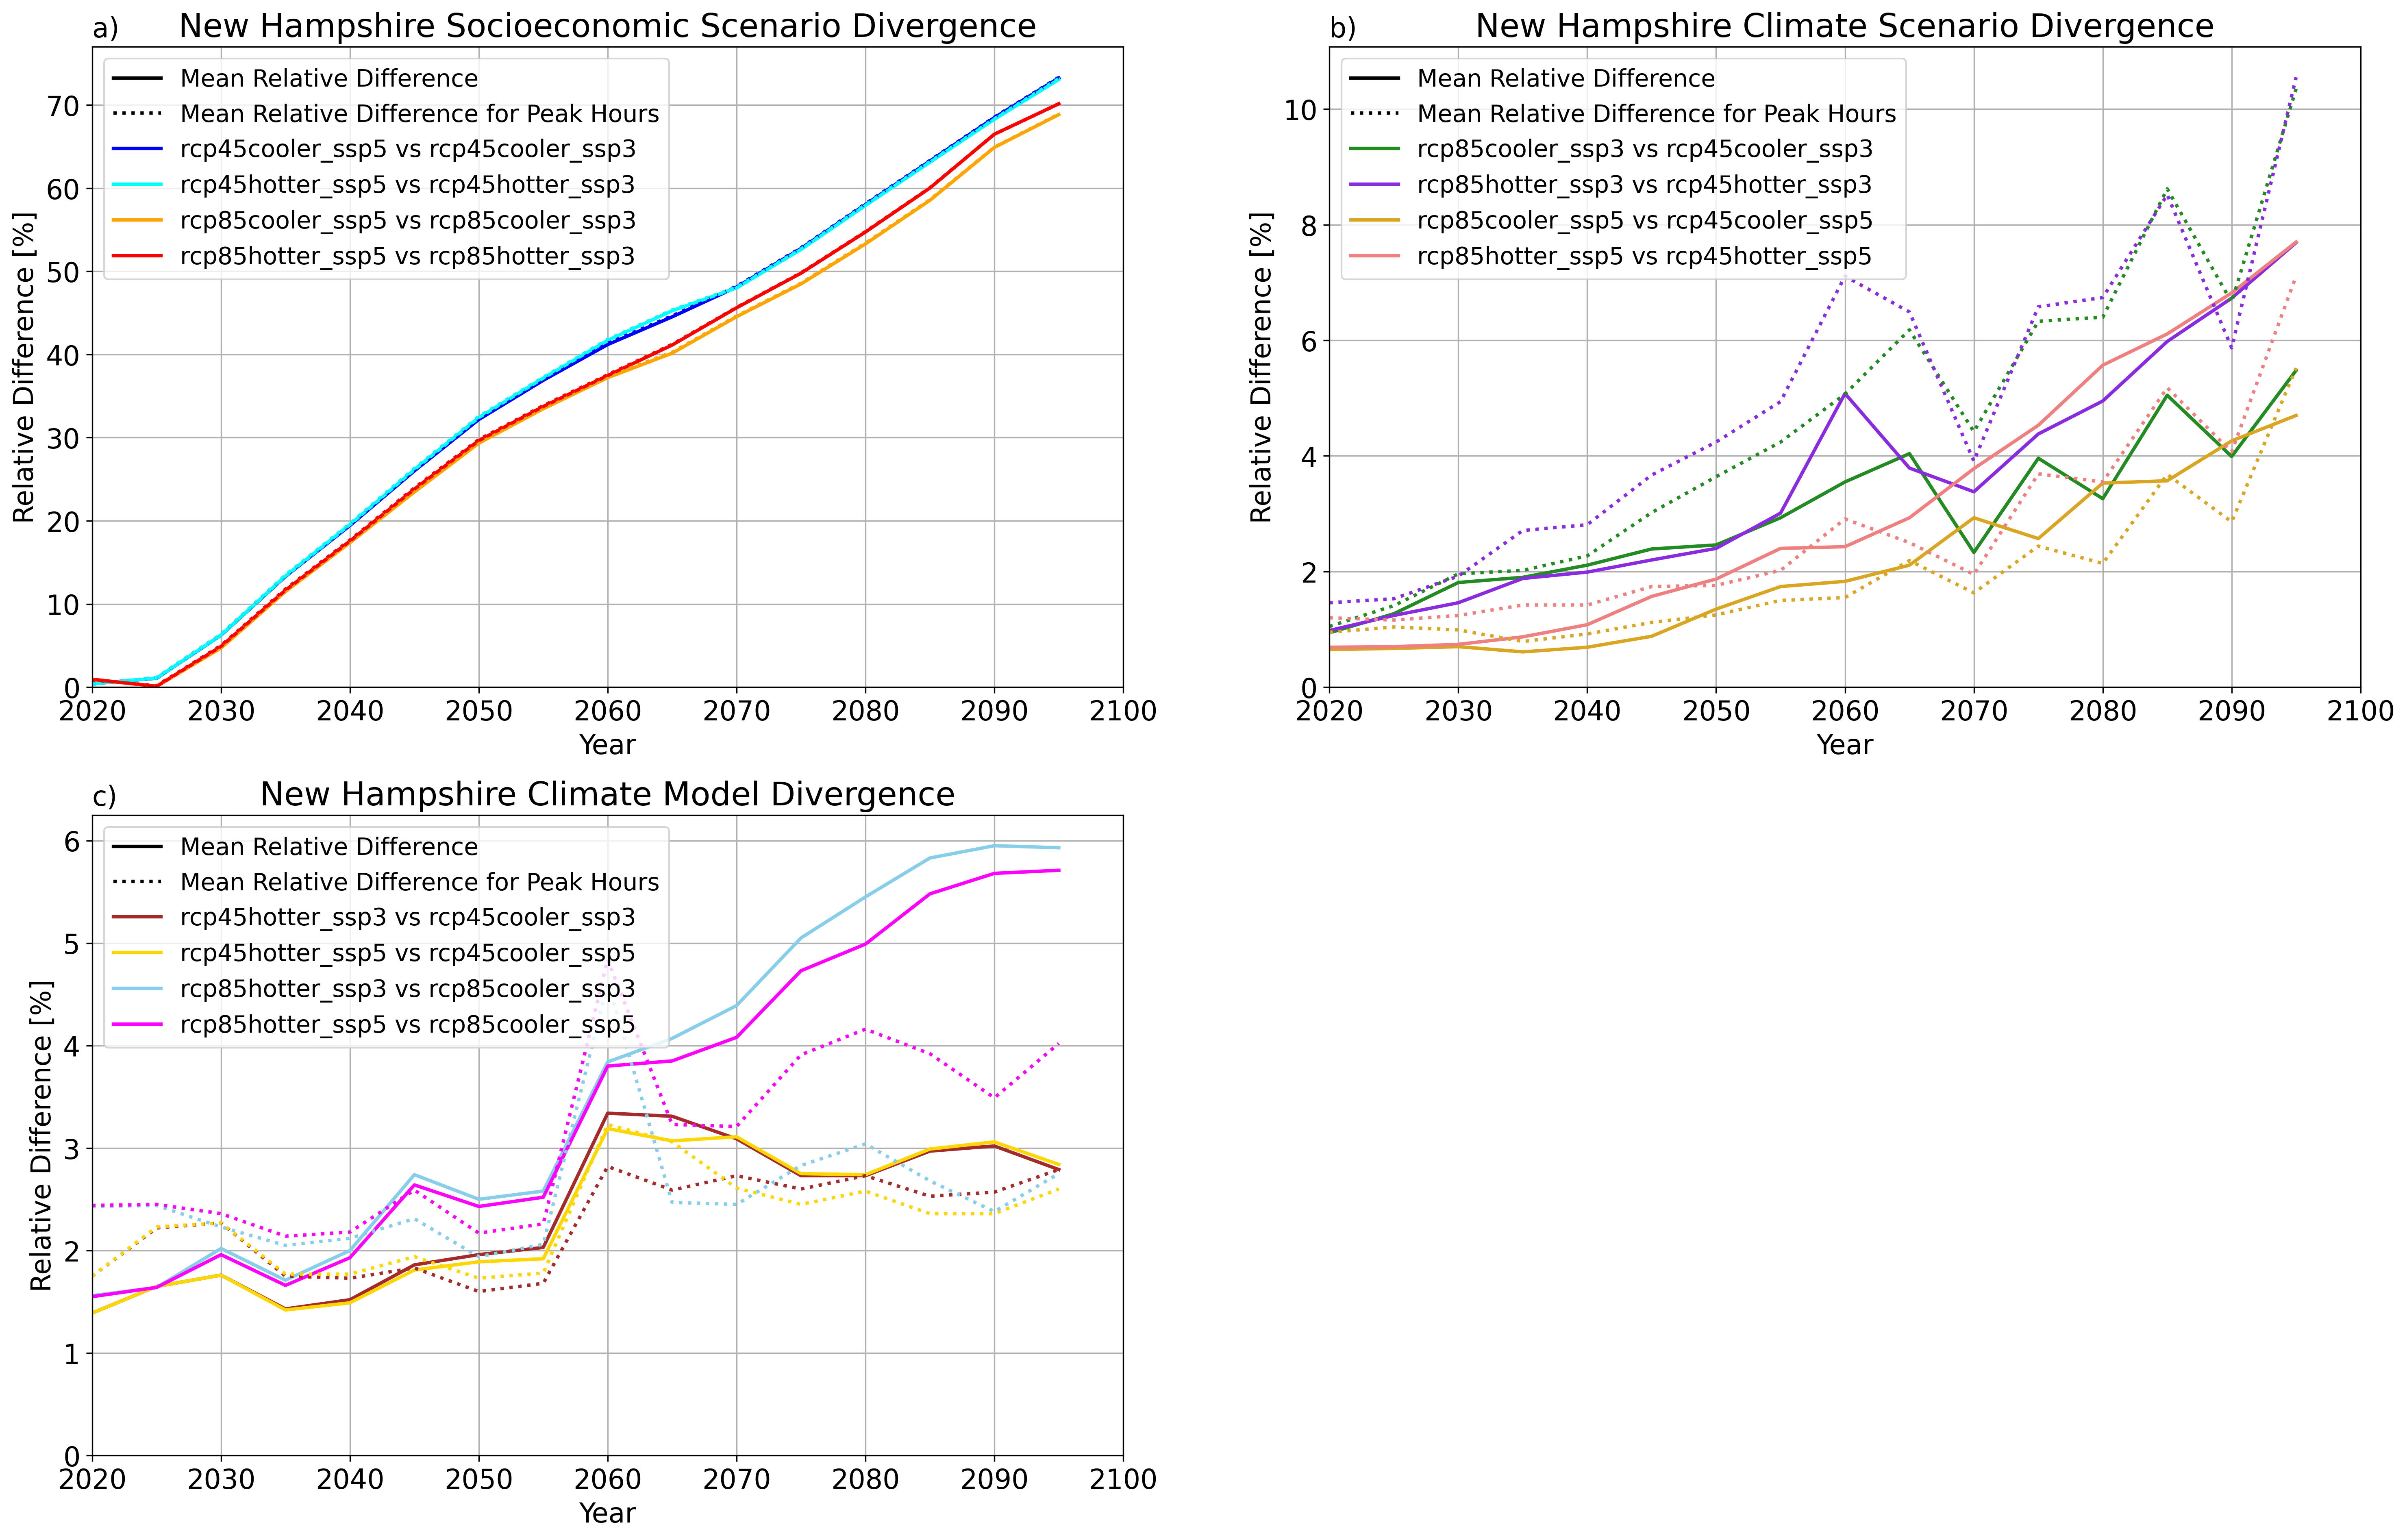 a) New Hampshire Socioeconomic Scenario Divergence
Mean Relative Difference
Mean Relative Difference for Peak Hours
rcp45cooler_ssp5 vs rcp45cooler_ssp3
rcp45hotter_ssp5 vs rcp45hotter_ssp3
rcp85cooler_ssp5 vs rcp85cooler_ssp3
rcp85hotter_ssp5 vs rcp85hotter_ssp3
Relative Difference [%]
70
60
50
40
30
20
10
0
2020 2030 2040 2050 2060 2070 2080 2090 2100
Year
b) New Hampshire Climate Scenario Divergence
Mean Relative Difference
Mean Relative Difference for Peak Hours
rcp85cooler_ssp3 vs rcp45cooler_ssp3
rcp85hotter_ssp3 vs rcp45hotter_ssp3
rcp85cooler_ssp5 vs rcp45cooler_ssp5
rcp85hotter_ssp5 vs rcp45hotter_ssp5
Relative Difference [%]
10
8
6
4
2
0
2020 2030 2040 2050 2060 2070 2080 2090 2100
Year
c) New Hampshire Climate Model Divergence
Mean Relative Difference
Mean Relative Difference for Peak Hours
rcp45hotter_ssp3 vs rcp45cooler_ssp3
rcp45hotter_ssp5 vs rcp45cooler_ssp5
rcp85hotter_ssp3 vs rcp85cooler_ssp3
rcp85hotter_ssp5 vs rcp85cooler_ssp5
Relative Difference [%]
6
5
4
3
2
1
0
2020 2030 2040 2050 2060 2070 2080 2090 2100
Year